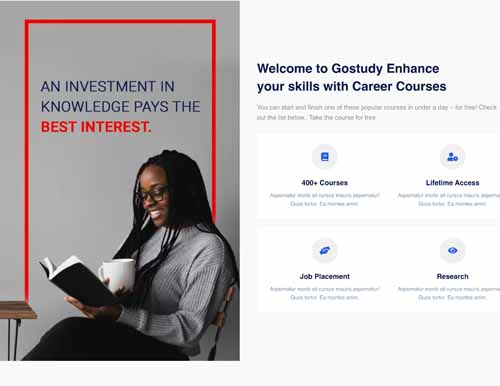 AN INVESTMENT IN
KNOWLEDGE PAYS THE
BEST INTEREST.
Welcome to Gostudy Enhance
your skills with Career Courses
You can start and finish one of these popular courses in under a day – for free! Check
out the list below.. Take the course for free
400+ Courses
Aspernatur morbi sit cursus mauris aspernatur!
Quos tortor. Ea montes anim
Lifetime Access
Aspernatur morbi sit cursus mauris
Quos tortor. Ea montes anim
Job Placement
Aspernatur morbi sit cursus mauris aspernatur!
Quos tortor. Ea montes anim
Research
Aspernatur morbi sit cursus mauris
Quos tortor. Ea montes anim